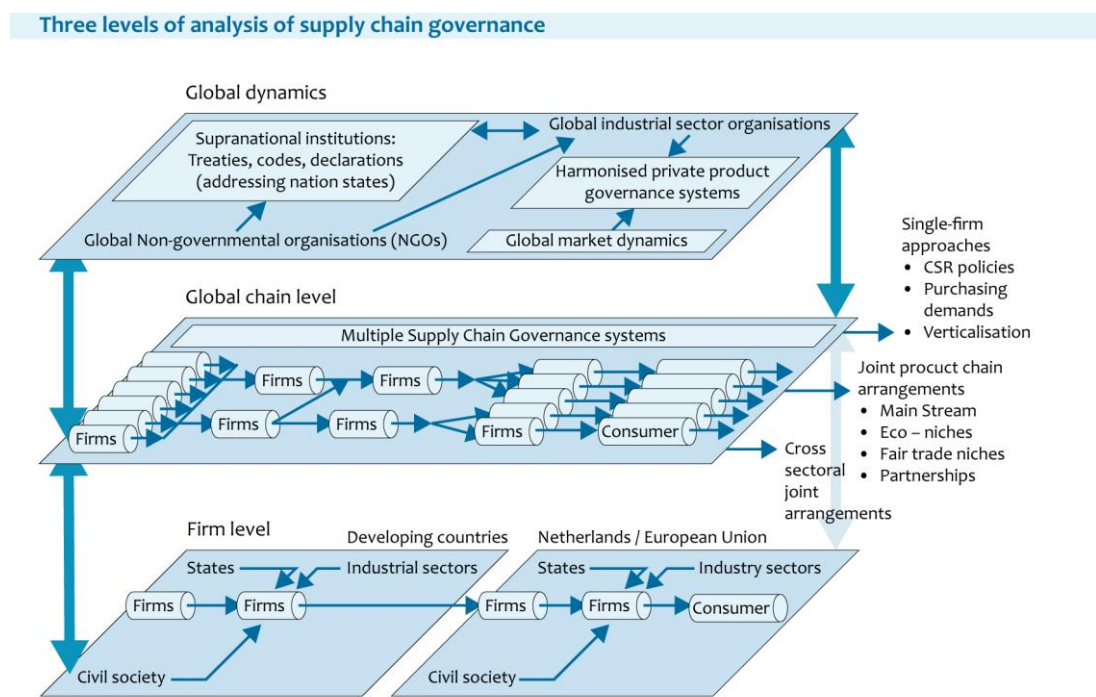 Three levels of analysis of supply chain governance
Global dynamics
Supranational institutions:
Treaties, codes, declarations
(addressing nation states)
Global industrial sector organisations
Harmonised private product
governance systems
Global Non-governmental organisations (NGOs)
Global market dynamics
Single-firm
approaches
• CSR policies
• Purchasing
demands
• Verticalisation
Global chain level
Multiple Supply Chain Governance systems
Firms
Firms
Firms
Firms
Firms
Firms
Consumer
Joint procuct chain
arrangements
• Main Stream
• Eco – niches
• Fair trade niches
• Partnerships
Cross
sectoral
joint
arrangements
Firm level
Developing countries
Netherlands / European Union
States
Industrial sectors
States
Industry sectors
Firms
Firms
Firms
Firms
Consumer
Civil society
Civil society